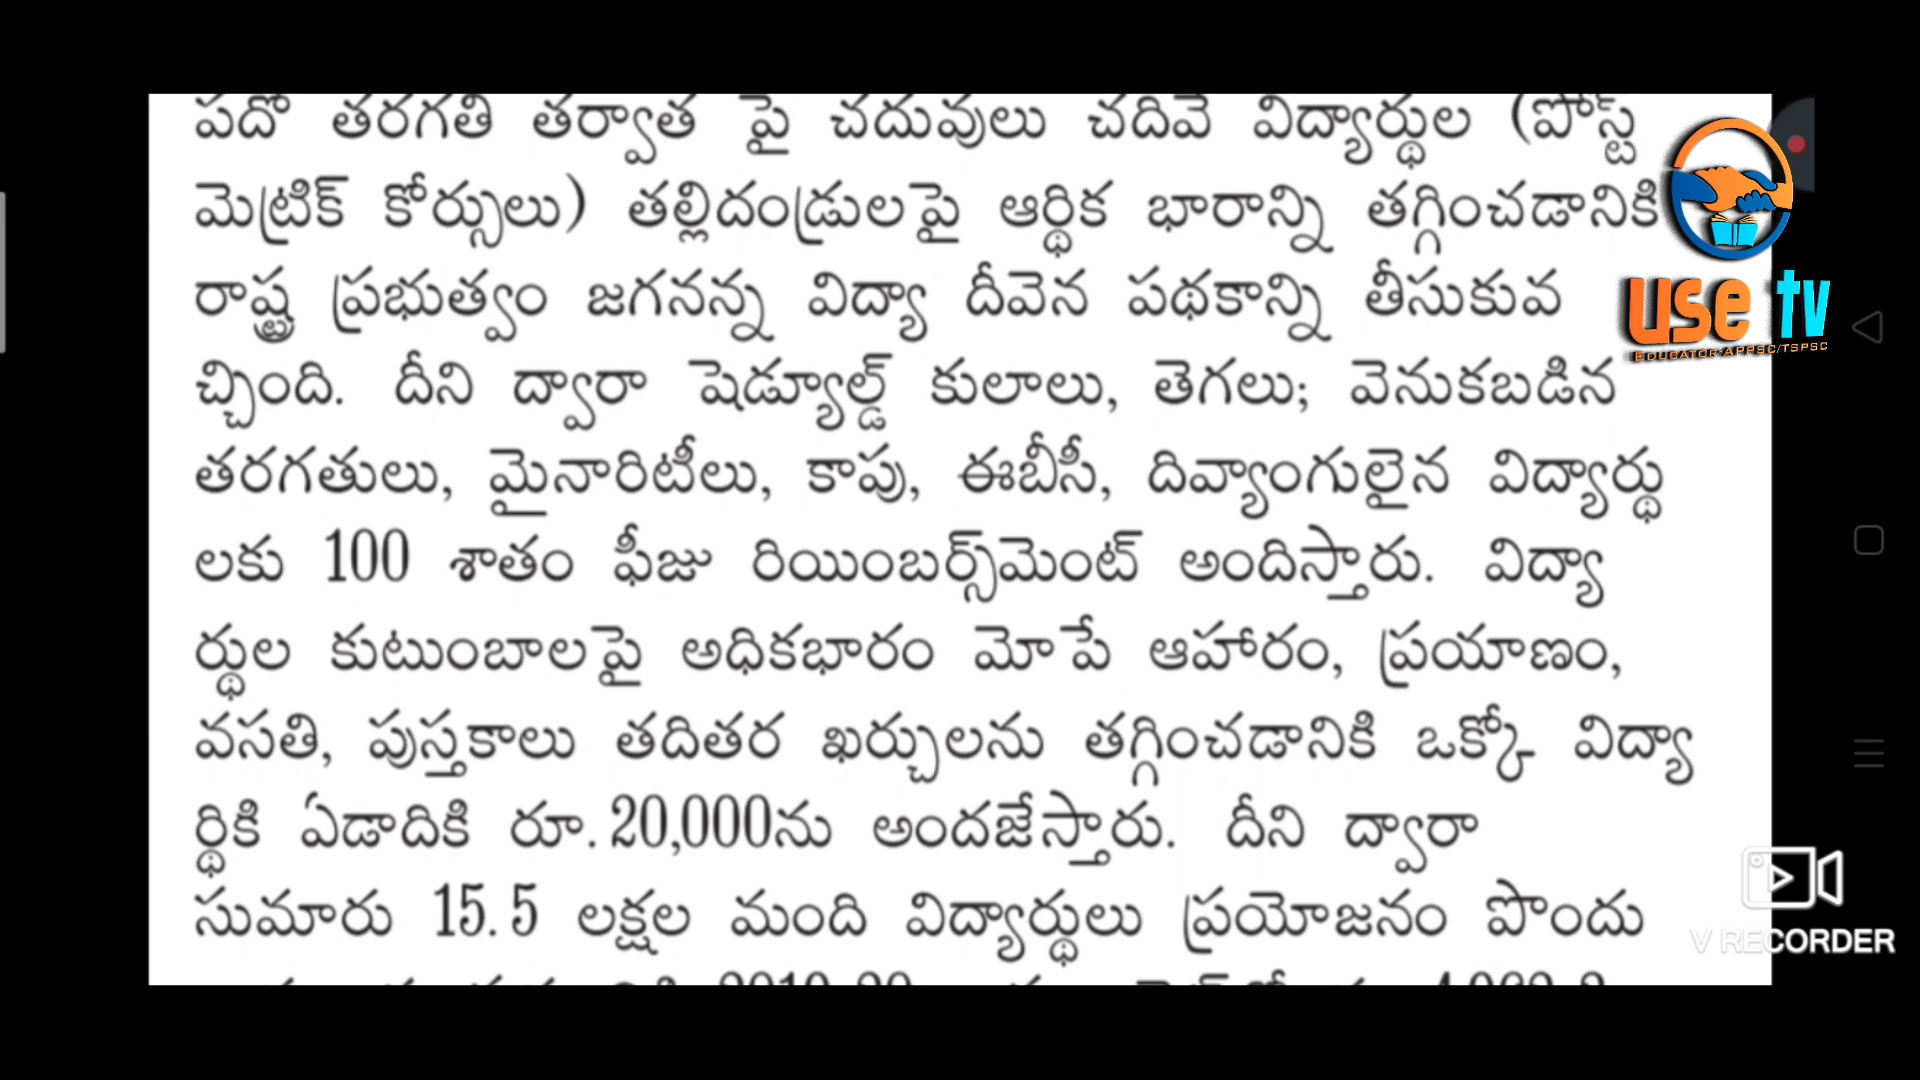 పదో తరగతి తర్వాత పై చదువులు చదివే విద్యార్థుల (పోస్ట్
మెట్రిక్ కోర్సులు) తల్లిదండ్రులపై ఆర్థిక భారాన్ని తగ్గించడానికి
రాష్ట్ర ప్రభుత్వం జగనన్న విద్యా దీవెన పథకాన్ని తీసుకువ
చ్చింది. దీని ద్వారా షెడ్యూల్డ్ కులాలు, తెగలు; వెనుకబడిన
తరగతులు, మైనారిటీలు, కాపు, ఈబీసీ, దివ్యాంగులైన విద్యార్థు
లకు 100 శాతం ఫీజు రియింబర్స్‌మెంట్ అందిస్తారు. విద్యా
ర్థుల కుటుంబాలపై అధికభారం మోపే ఆహారం, ప్రయాణం,
వసతి, పుస్తకాలు తదితర ఖర్చులను తగ్గించడానికి ఒక్కో విద్యా
ర్థికి ఏడాదికి రూ.20,000ను అందజేస్తారు. దీని ద్వారా
సుమారు 15.5 లక్షల మంది విద్యార్థులు ప్రయోజనం పొందు
use tv
EDUCATOR:APPSC/TSPSC
V RECORDER